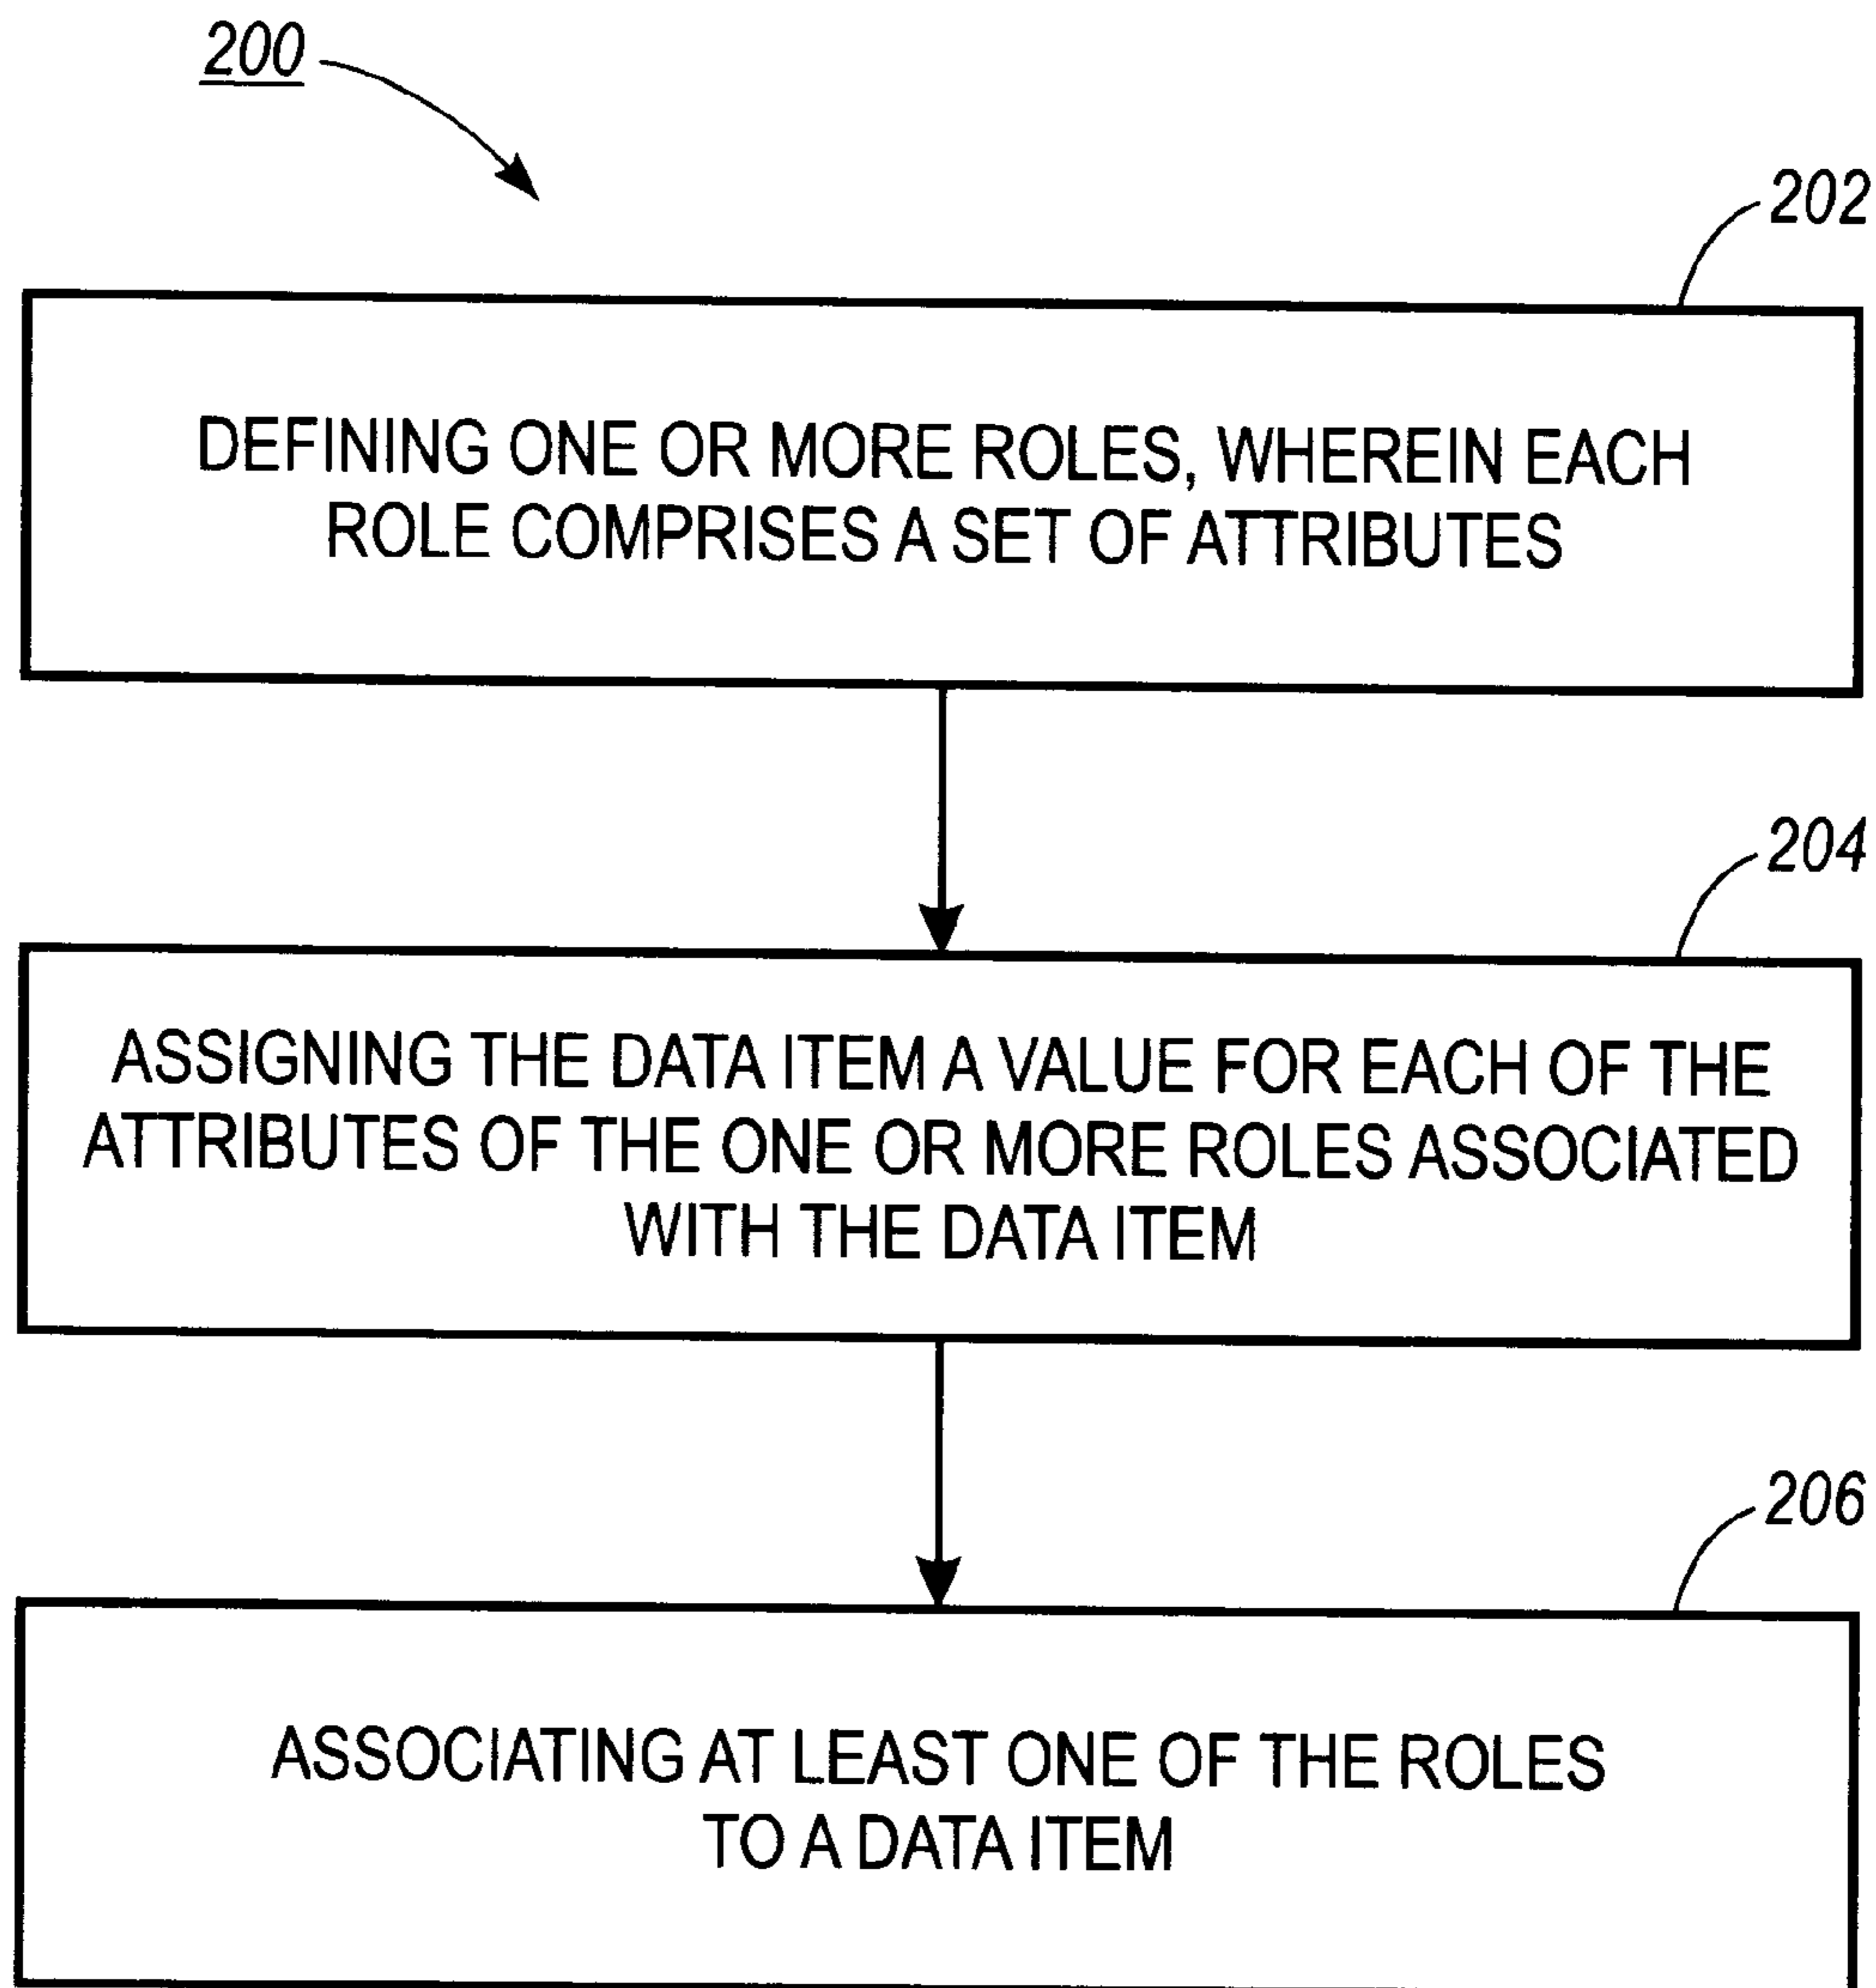 200
202
DEFINING ONE OR MORE ROLES, WHEREIN EACH
ROLE COMPRISES A SET OF ATTRIBUTES
204
ASSIGNING THE DATA ITEM A VALUE FOR EACH OF THE
ATTRIBUTES OF THE ONE OR MORE ROLES ASSOCIATED
WITH THE DATA ITEM
206
ASSOCIATING AT LEAST ONE OF THE ROLES
TO A DATA ITEM